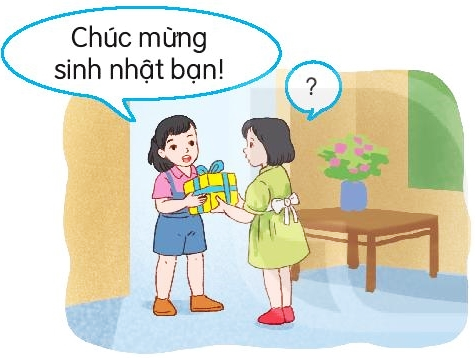 Chúc mừng
sinh nhật bạn!
?